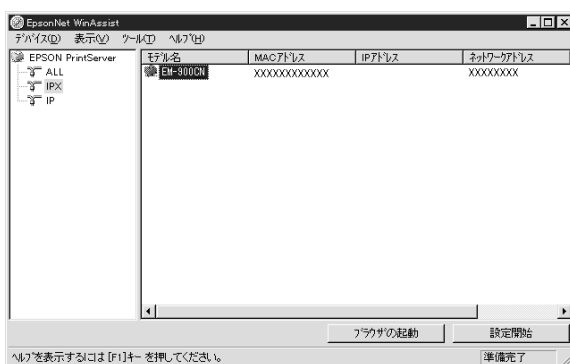 EpsonNet WinAssist
ﾃﾞﾊﾞｲｽ(D) 表示(V) ﾂｰﾙ(T) ﾍﾙﾌﾟ(H)
EPSON PrintServer
ALL
IPX
IP
ﾓﾃﾞﾙ名 MACｱﾄﾞﾚｽ IPｱﾄﾞﾚｽ ﾈｯﾄﾜｰｸｱﾄﾞﾚｽ
EM-900CN XXXXXXXXXXXX XXXXXXXX
ﾌﾞﾗｳｻﾞの起動 設定開始
ﾍﾙﾌﾟを表示するには [F1]ｷｰ を押してください。 準備完了